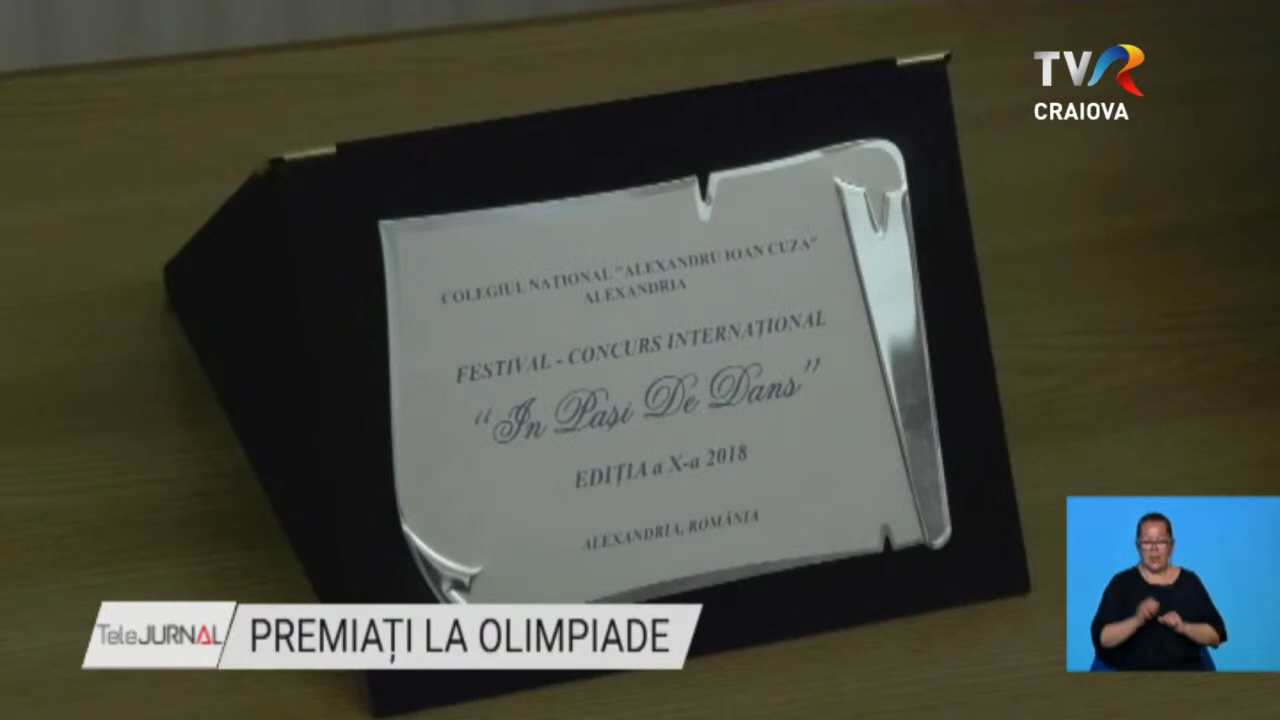 TVR
CRAIOVA
COLEGIUL NAȚIONAL "ALEXANDRU IOAN CUZA"
ALEXANDRIA
FESTIVAL - CONCURS INTERNAȚIONAL
“In Pași De Dans”
EDIȚIA a X-a 2018
ALEXANDRIA, ROMÂNIA
TeleJURNAL
PREMIAȚI LA OLIMPIADE